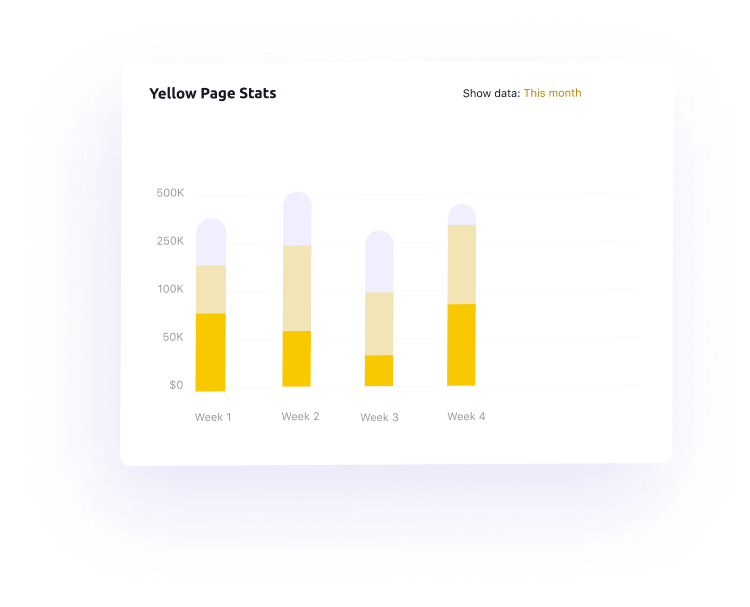 Yellow Page Stats
Show data: This month
500K
250K
100K
50K
$0
Week 1
Week 2
Week 3
Week 4